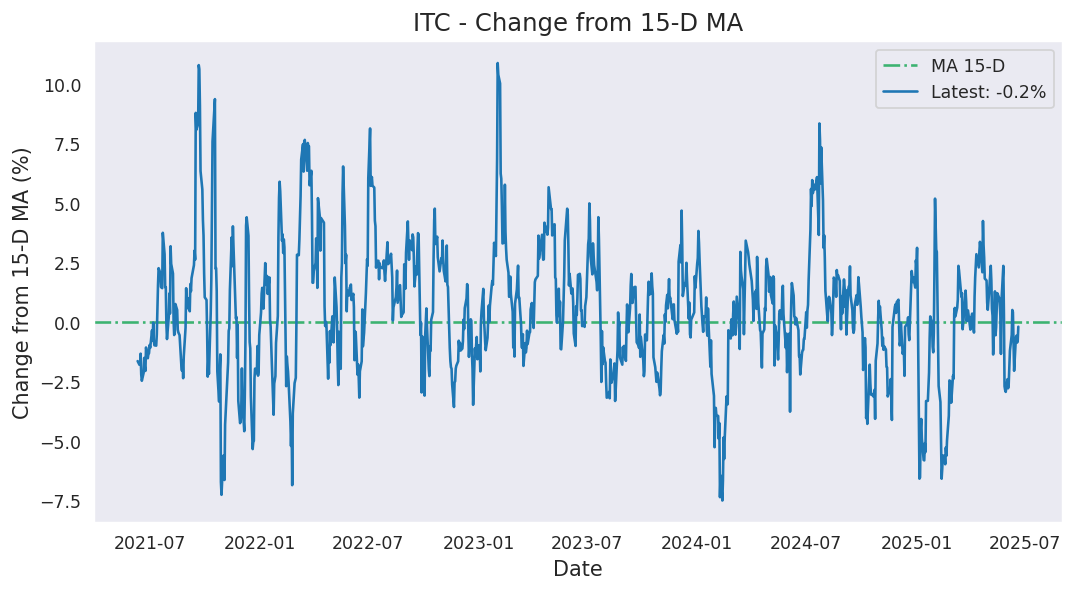 ITC - Change from 15-D MA
MA 15-D
Latest: -0.2%
Change from 15-D MA (%)
10.0
7.5
5.0
2.5
0.0
−2.5
−5.0
−7.5
2021-07 2022-01 2022-07 2023-01 2023-07 2024-01 2024-07 2025-01 2025-07
Date